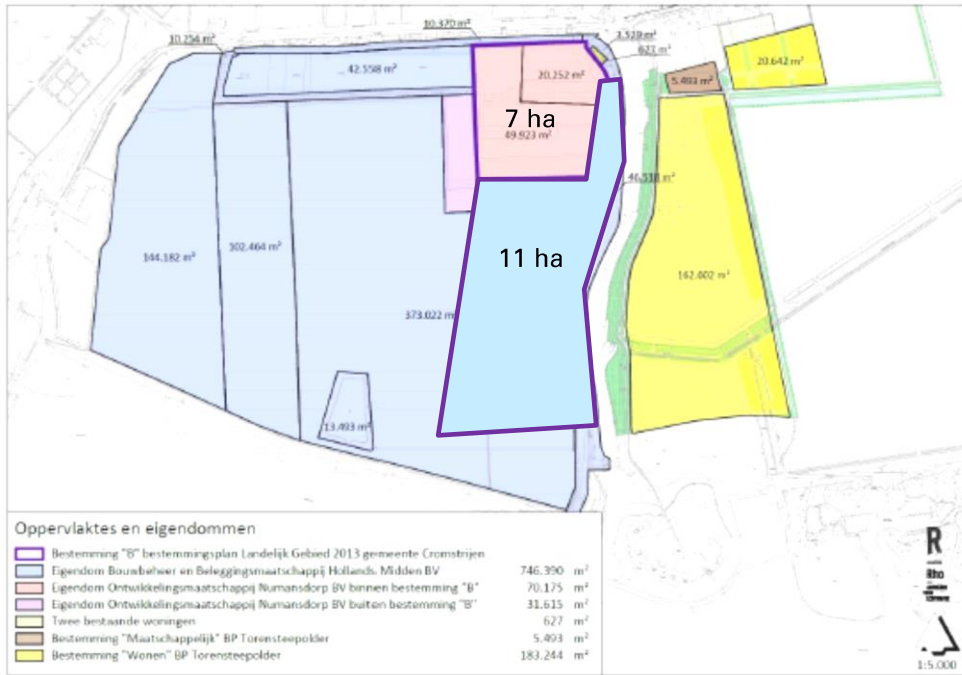 10.370 m²
10.254 m²
3.529 m²
627 m²
42.558 m²
20.252 m²
20.642 m²
5.493 m²
7 ha
49.923 m²
46.518 m²
144.182 m²
102.464 m²
11 ha
162.602 m²
373.022 m
13.493 m²
Oppervlaktes en eigendommen
Bestemming "B" bestemmingsplan Landelijk Gebied 2013 gemeente Cromstrijen
Eigendom Bouwbeheer en Beleggingsmaatschappij Hollands. Midden BV 746.390 m²
Eigendom Ontwikkelingsmaatschappij Numansdorp BV binnen bestemming "B" 70.175 m²
Eigendom Ontwikkelingsmaatschappij Numansdorp BV buiten bestemming "B" 31.615 m²
Twee bestaande woningen 627 m²
Bestemming "Maatschappelijk" BP Torensteepolder 5.493 m²
Bestemming "Wonen" BP Torensteepolder 183.244 m²
R
Rho
1:5.000